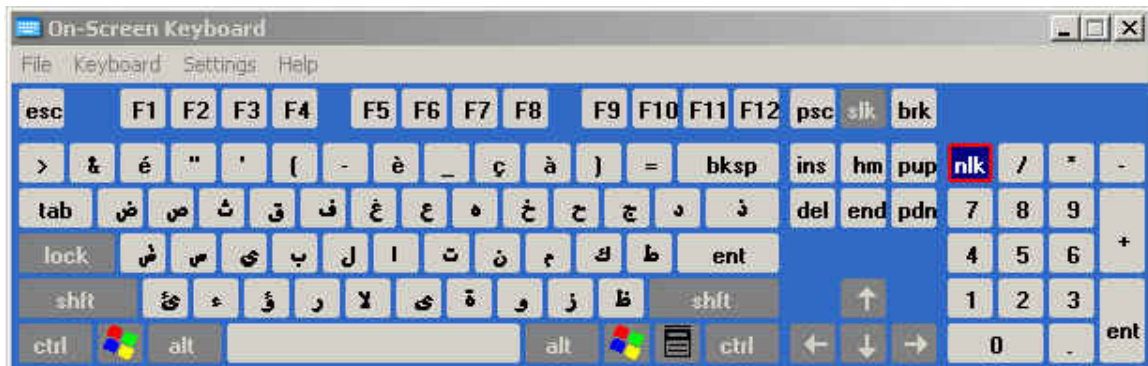 On-Screen Keyboard
File Keyboard Settings Help
esc F1 F2 F3 F4 F5 F6 F7 F8 F9 F10 F11 F12 psc slk brk
> & é " ' ( - è _ ç à ) = bksp ins hm pup nlk / * -
tab ض ص ث ق ف غ ع ه خ ح ج د ذ del end pdn 7 8 9
lock ش س ي ب ل ا ت ن م ك ط ent 4 5 6 +
shft ئ ء ؤ ر لا ى ة و ز ظ shft ↑ 1 2 3
ctrl alt alt ctrl ← ↓ → 0 . ent